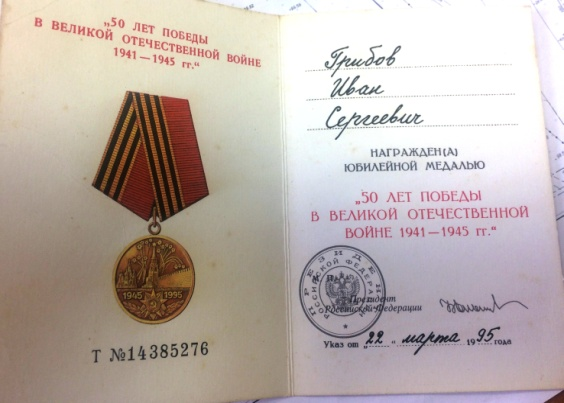 „50 ЛЕТ ПОБЕДЫ
В ВЕЛИКОЙ ОТЕЧЕСТВЕННОЙ ВОЙНЕ
1941—1945 гг.“
1945 1995
Т №14385276
Грибов
Иван
Сергеевич
НАГРАЖДЕН(А)
ЮБИЛЕЙНОЙ МЕДАЛЬЮ
„50 ЛЕТ ПОБЕДЫ
В ВЕЛИКОЙ ОТЕЧЕСТВЕННОЙ
ВОЙНЕ 1941—1945 гг.“
ПРЕЗИДЕНТ
РОССИЙСКОЙ ФЕДЕРАЦИИ
Президент
Российской Федерации
Указ от „22“ марта 1995 года